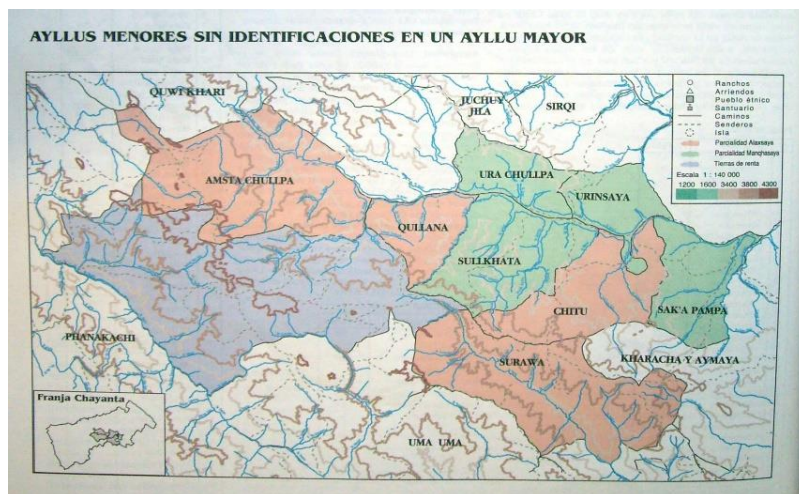 AYLLUS MENORES SIN IDENTIFICACIONES EN UN AYLLU MAYOR
QUWI KHARI
JUCHUY
JILA
SIRQI
Ranchos
Arriendos
Pueblo étnico
Santuario
Caminos
Senderos
Isla
Parcialidad Alaxsaya
Parcialidad Manqhasaya
Tierras de renta
Escala 1 : 140 000
1200 1600 3400 3800 4300
AMSTA CHULLPA
URA CHULLPA
URINSAYA
QULLANA
SULLKHATA
CHITU
SAK'A PAMPA
PHANAKACHI
SURAWA
KHARACHA Y AYMAYA
Franja Chayanta
UMA UMA